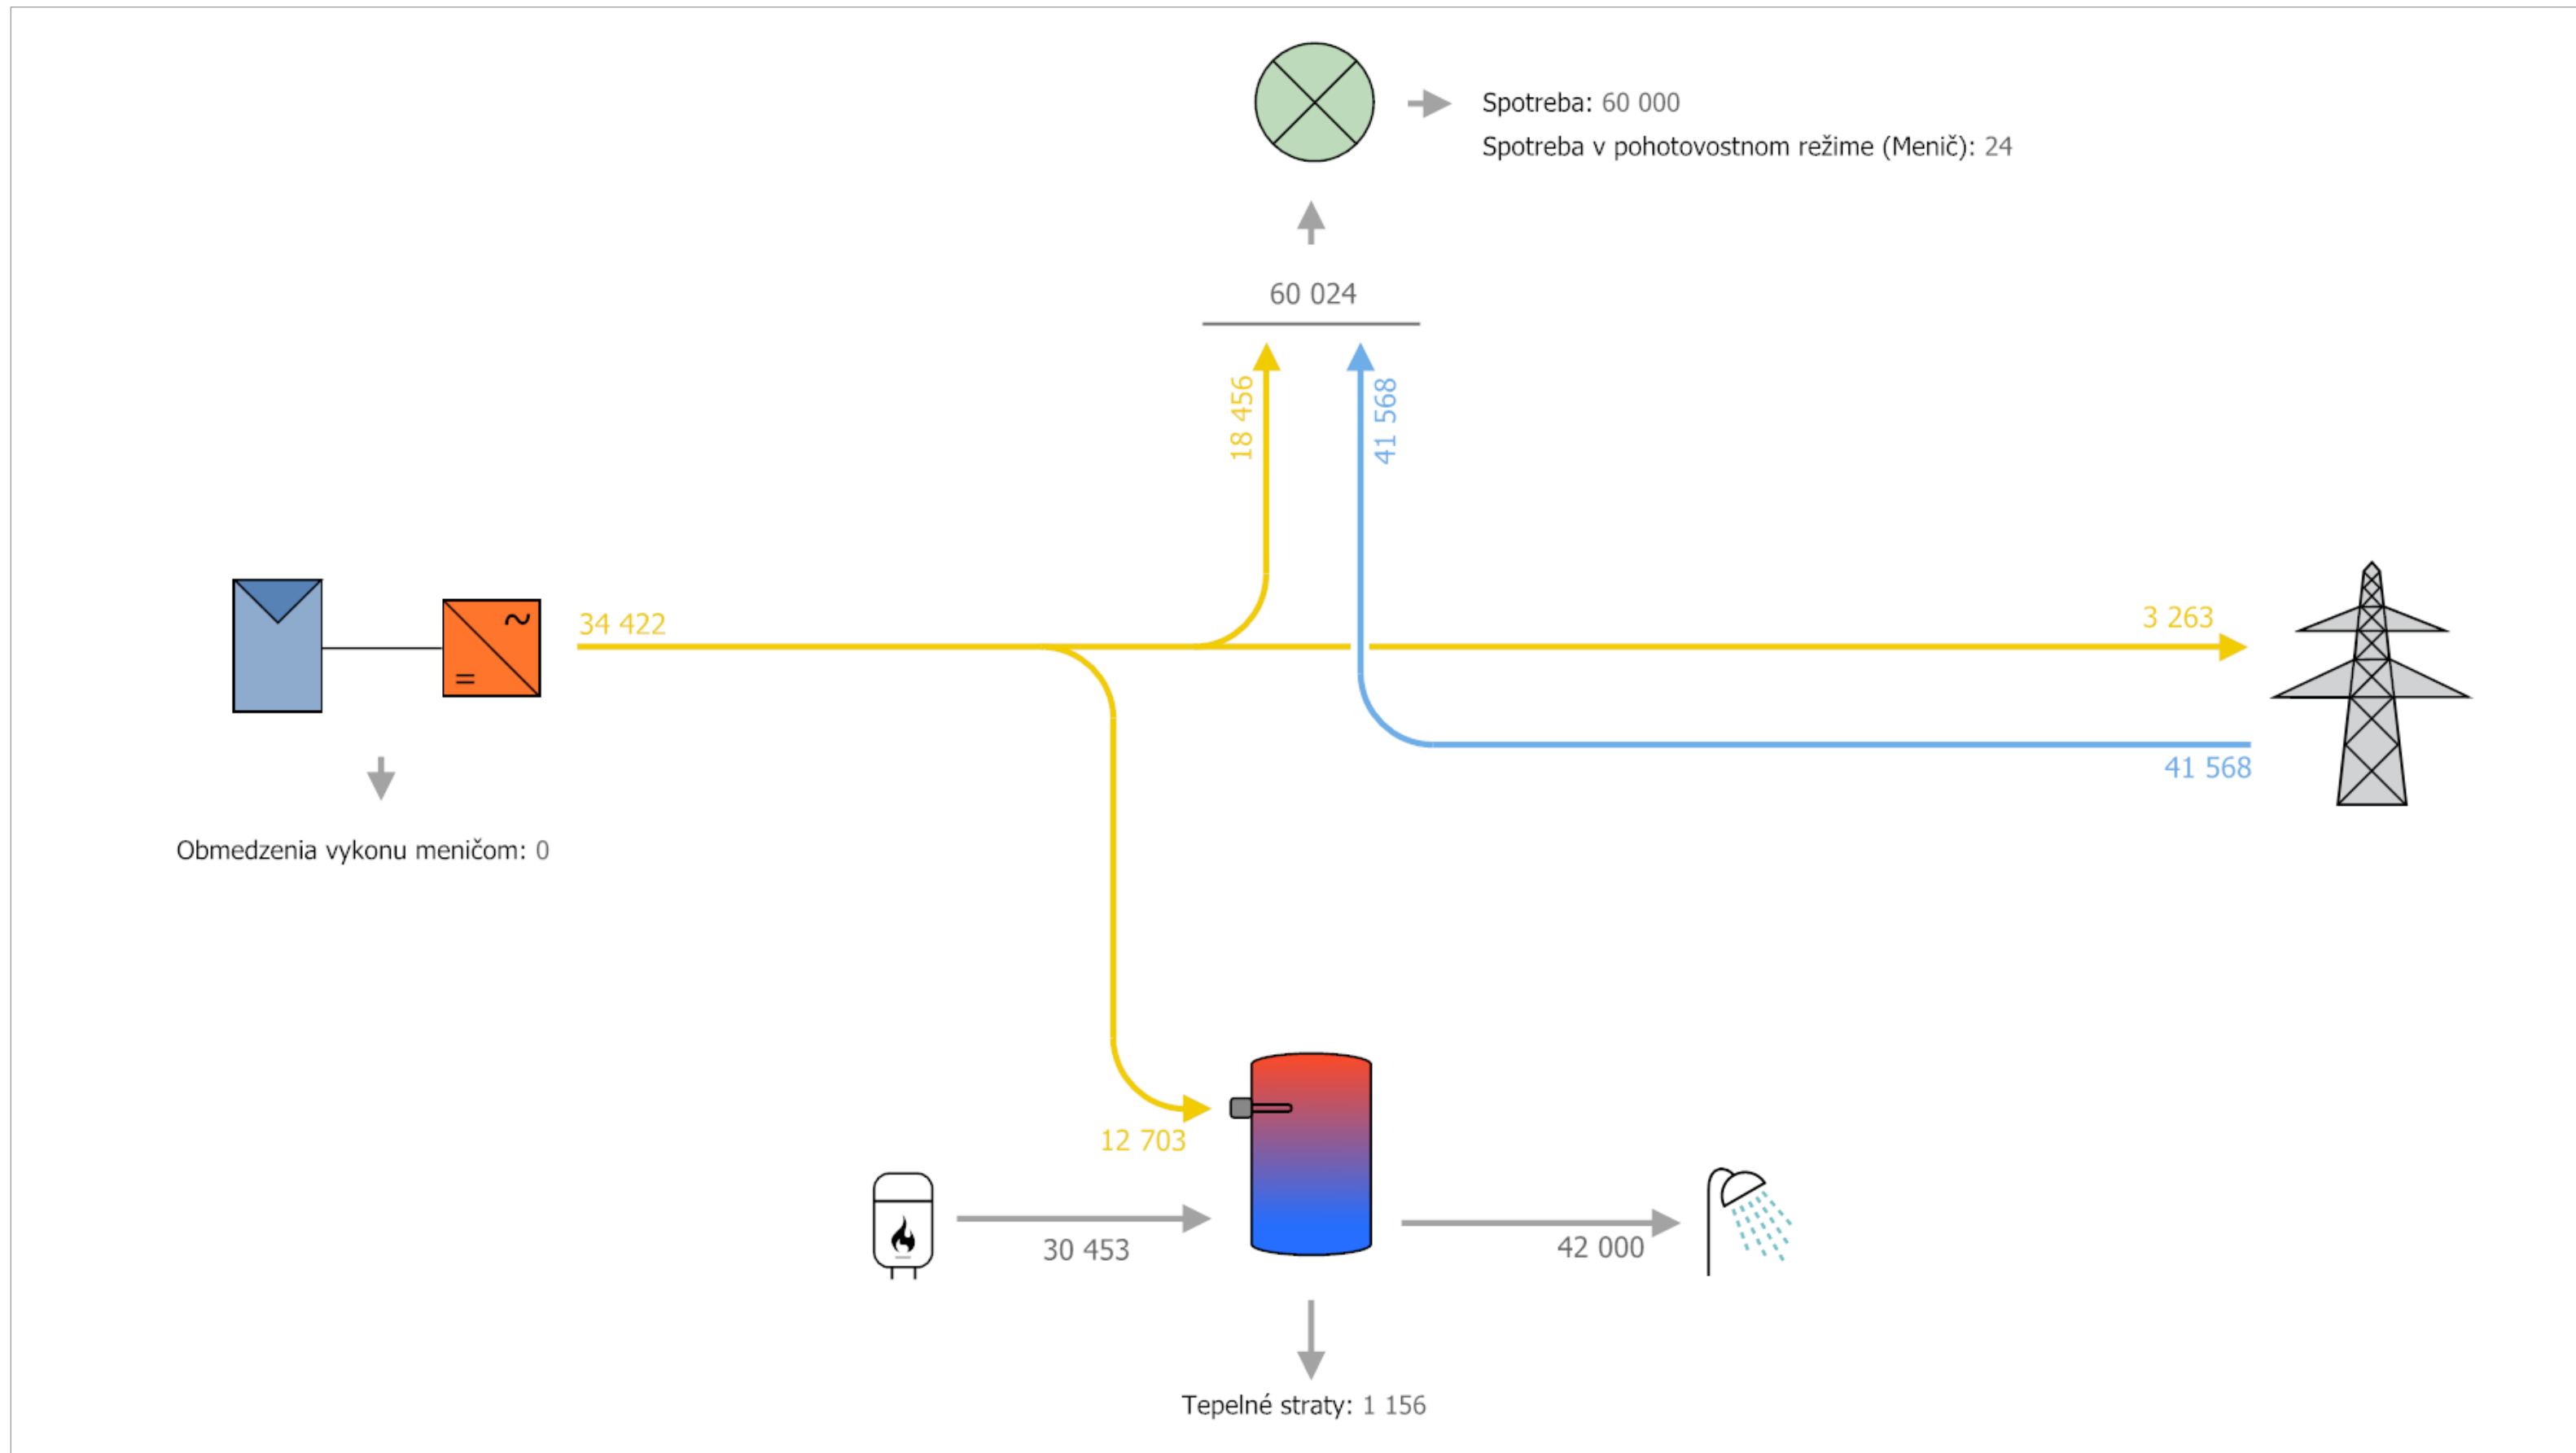 Spotreba: 60 000
Spotreba v pohotovostnom režime (Menič): 24
60 024
18 456
41 568
34 422
3 263
41 568
Obmedzenia vykonu meničom: 0
12 703
30 453
42 000
Tepelné straty: 1 156